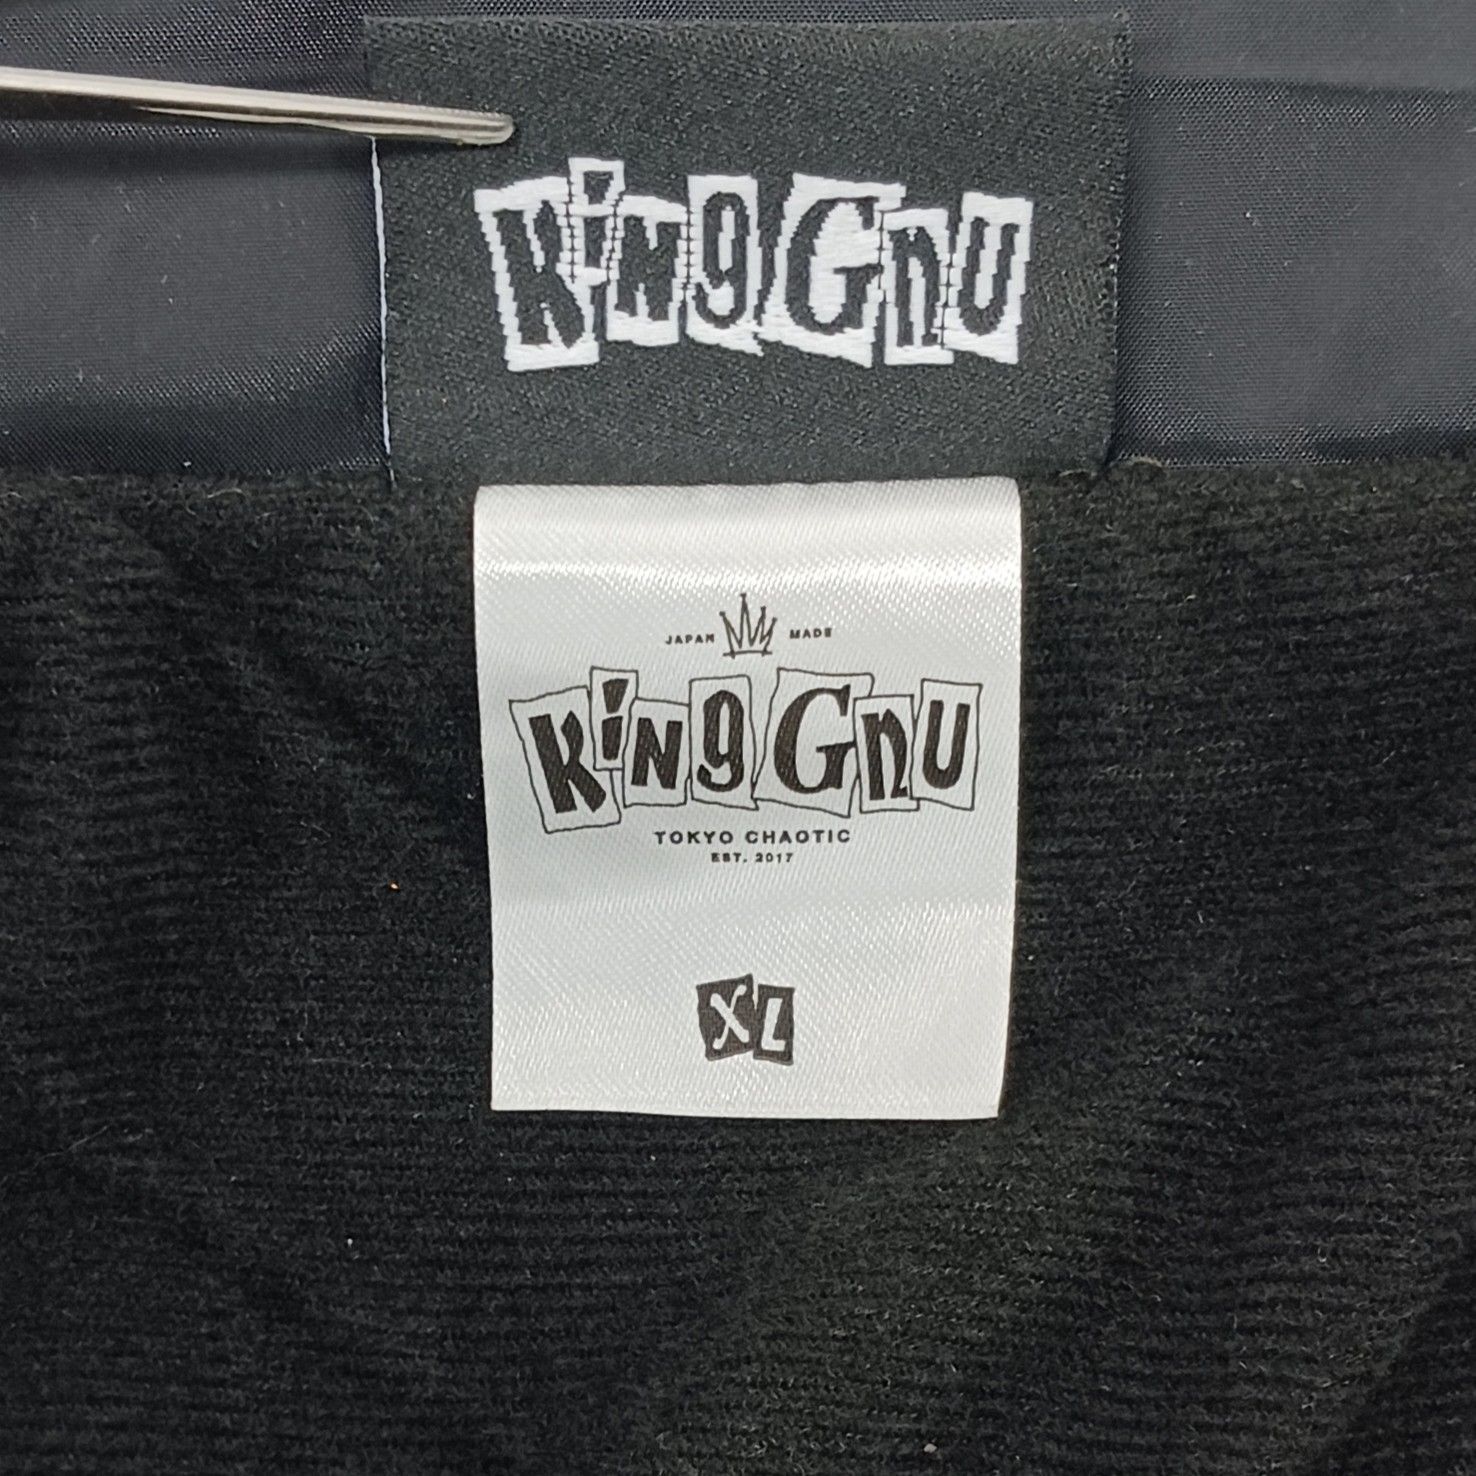 King Gnu
JAPAN MADE
King Gnu
TOKYO CHAOTIC
EST. 2017
XL